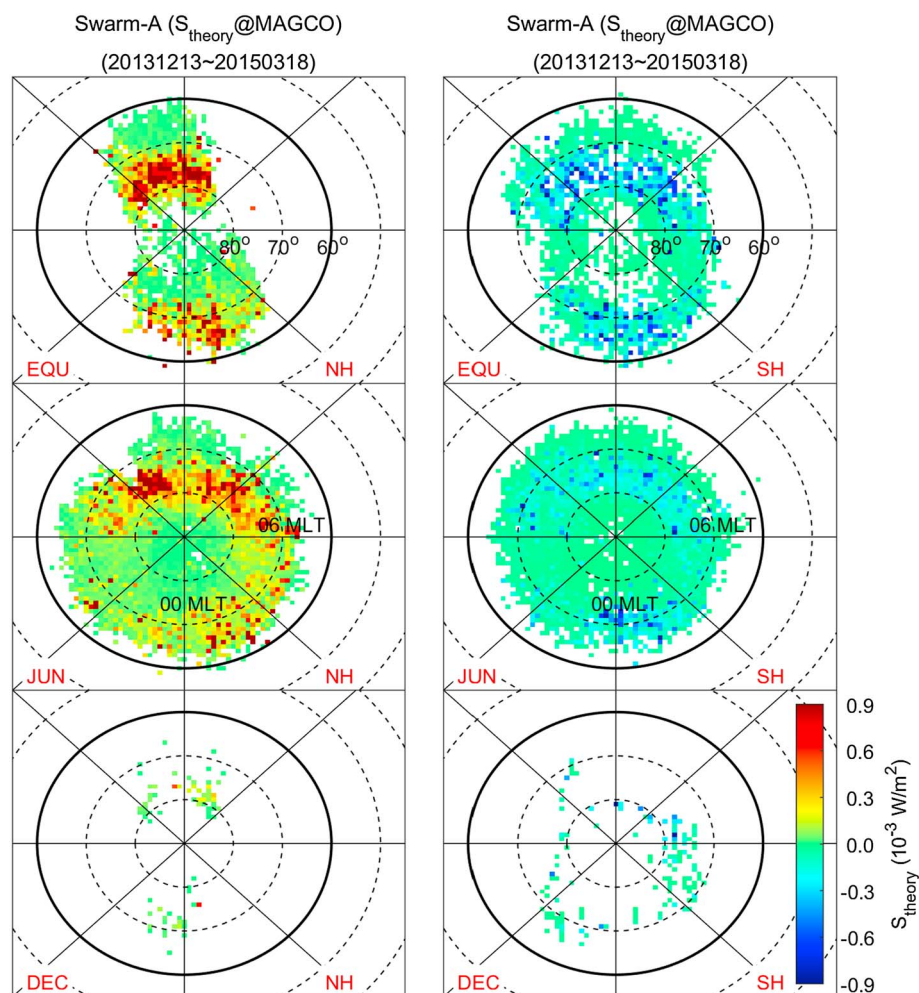 Swarm-A (S_theory@MAGCO)
(20131213~20150318)
Swarm-A (S_theory@MAGCO)
(20131213~20150318)
80° 70° 60°
EQU NH
80° 70° 60°
EQU SH
06 MLT
00 MLT
JUN NH
06 MLT
00 MLT
JUN SH
DEC NH
DEC SH
0.9
0.6
0.3
0.0
-0.3
-0.6
-0.9
S_theory (10⁻³ W/m²)